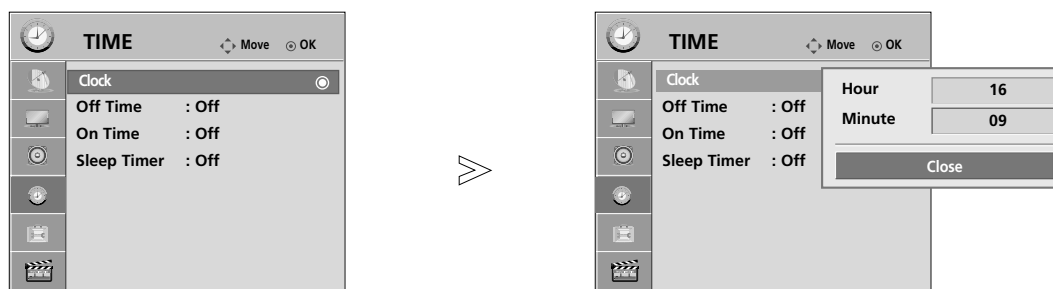 TIME Move OK
Clock
Off Time : Off
On Time : Off
Sleep Timer : Off
TIME Move OK
Clock
Off Time : Off
On Time : Off
Sleep Timer : Off
Hour 16
Minute 09
Close